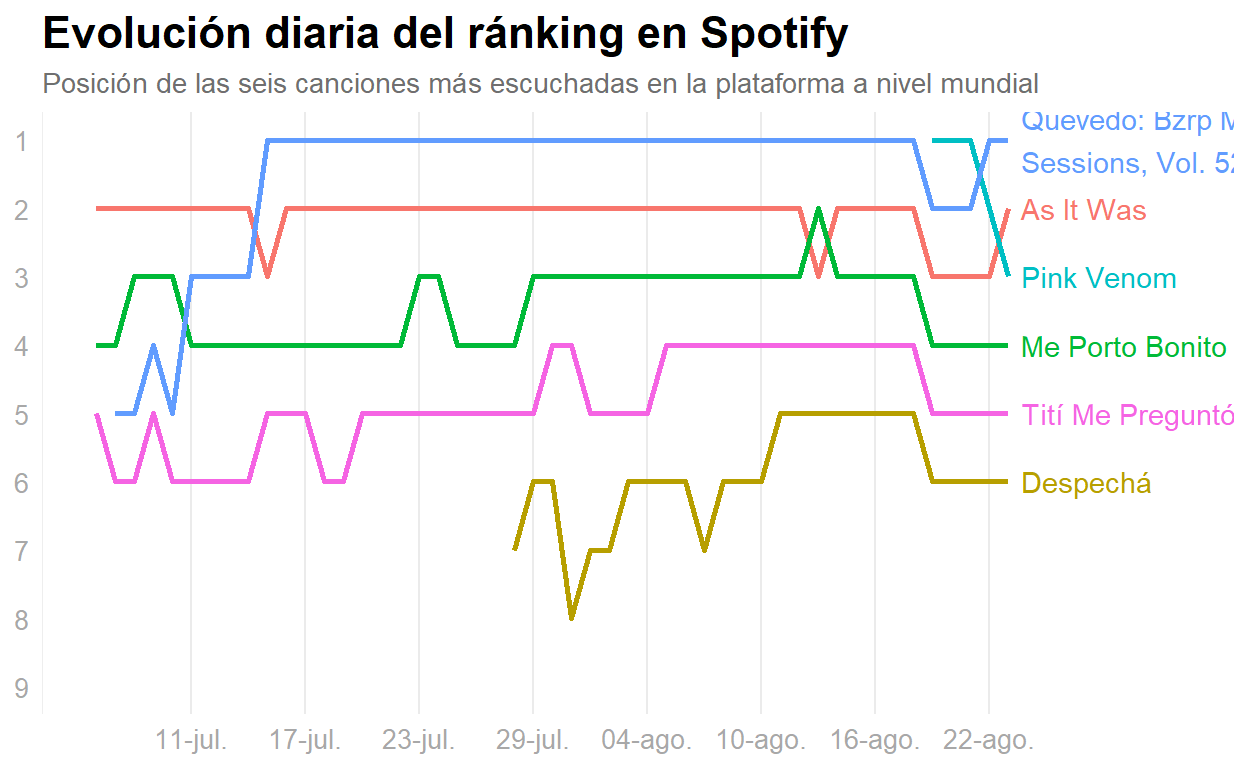 Evolución diaria del ránking en Spotify
Posición de las seis canciones más escuchadas en la plataforma a nivel mundial
Quevedo: Bzrp M
Sessions, Vol. 52
As It Was
Pink Venom
Me Porto Bonito
Tití Me Preguntó
Despechá
1
2
3
4
5
6
7
8
9
11-jul.
17-jul.
23-jul.
29-jul.
04-ago.
10-ago.
16-ago.
22-ago.